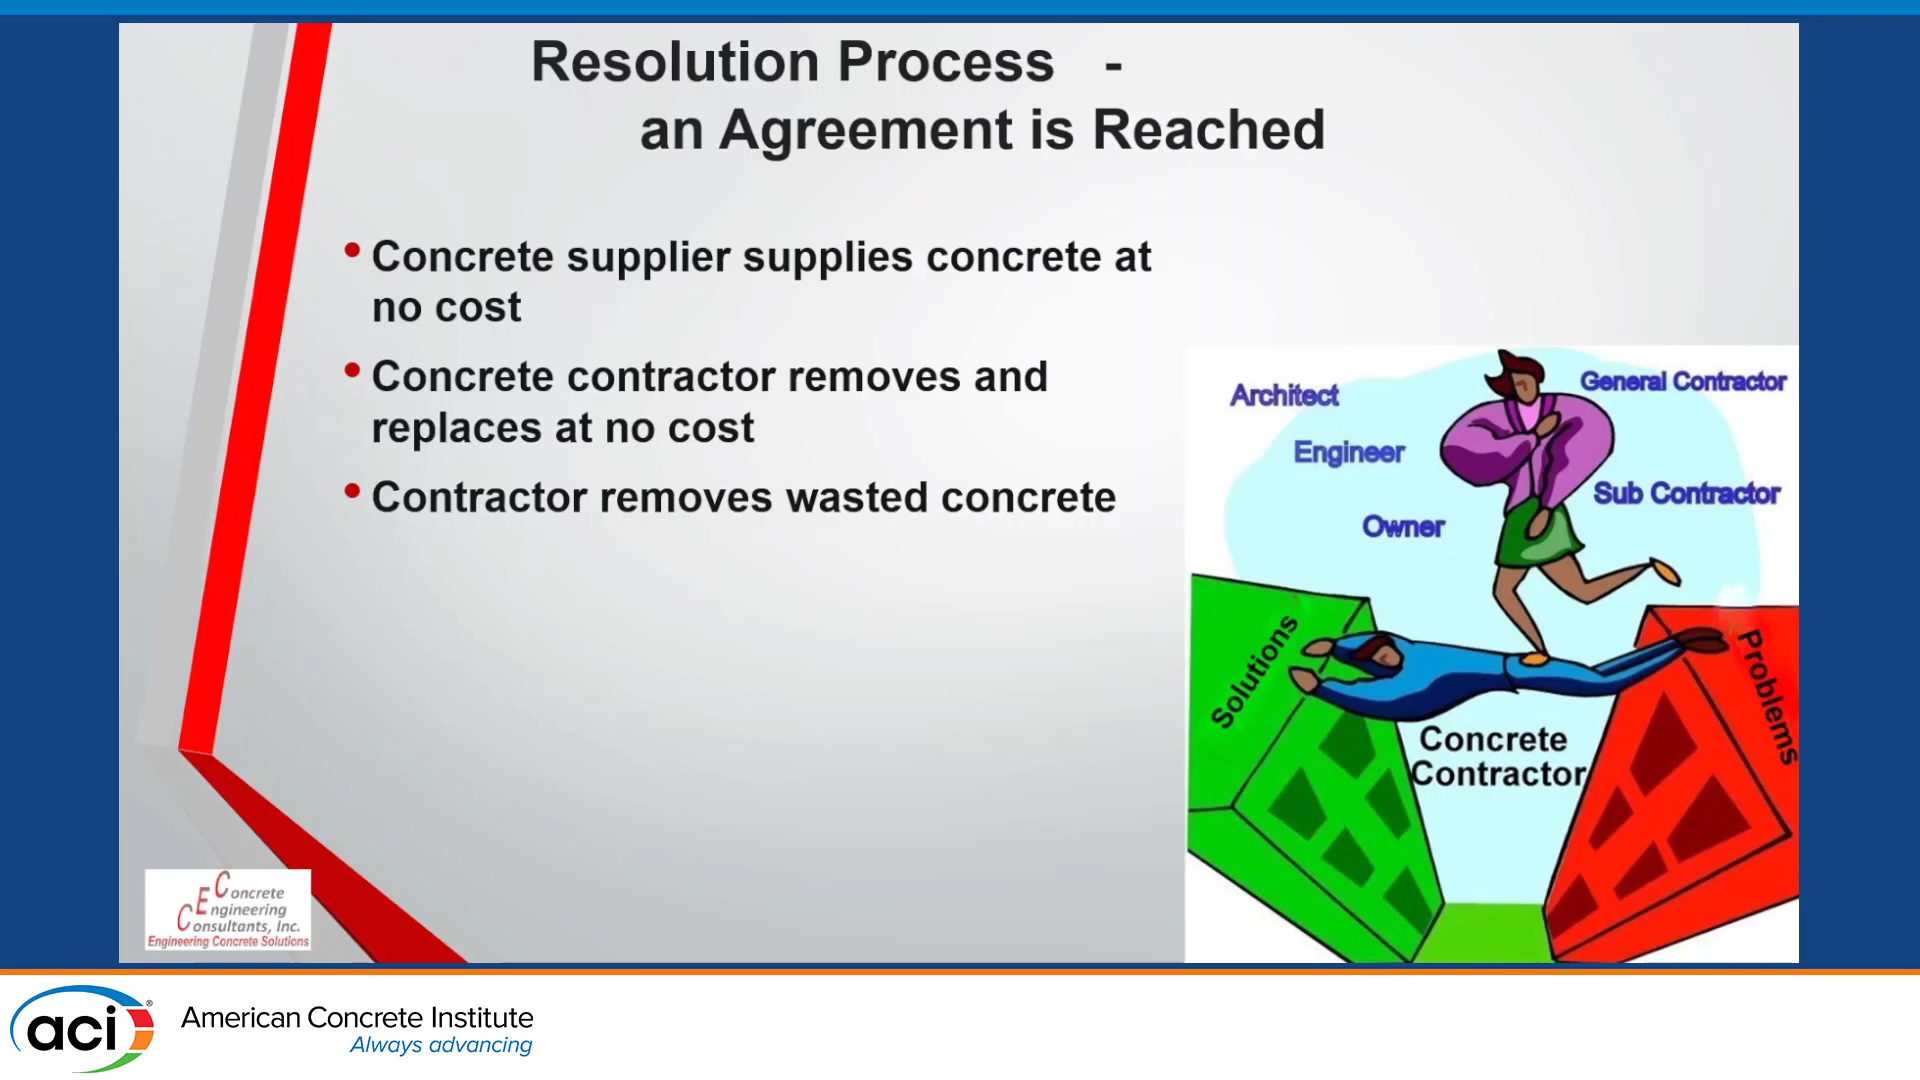 Resolution Process -
an Agreement is Reached
• Concrete supplier supplies concrete at
no cost
• Concrete contractor removes and
replaces at no cost
• Contractor removes wasted concrete
Architect
General Contractor
Engineer
Sub Contractor
Owner
Solutions
Problems
Concrete
Contractor
Concrete
Engineering
Consultants, Inc.
Engineering Concrete Solutions
aci®
American Concrete Institute
Always advancing